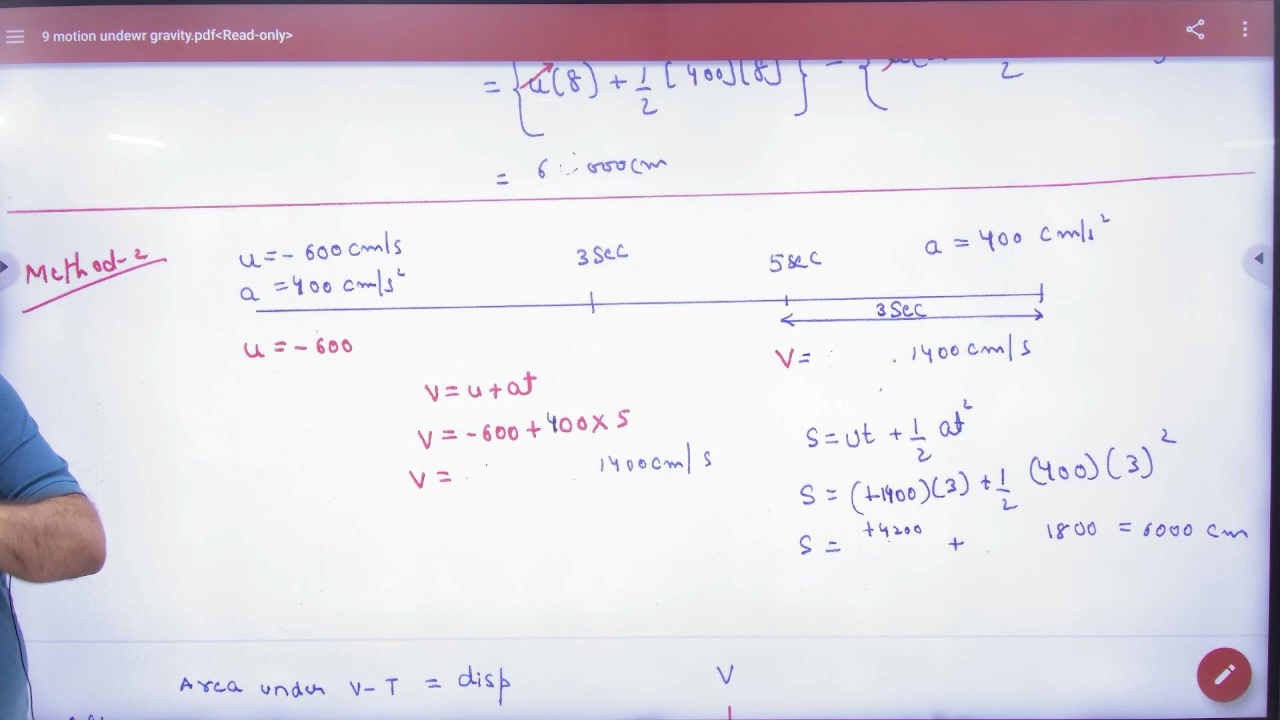 9 motion undewr gravity.pdf<Read-only>
= {u(8) + 1/2 [400](8)} - { 2
= 6 000cm
Method-2
u = - 600 cm/s
a = 400 cm/s²
3 Sec
5 sec
a = 400 cm/s²
3 Sec
u = - 600
V = 1400 cm/s
V = u + at
V = - 600 + 400 × 5
V = 1400 cm/s
S = ut + 1/2 at²
S = (+1400)(3) + 1/2 (400)(3)²
S = +4200 + 1800 = 6000 cm
Area under V-T = disp
V